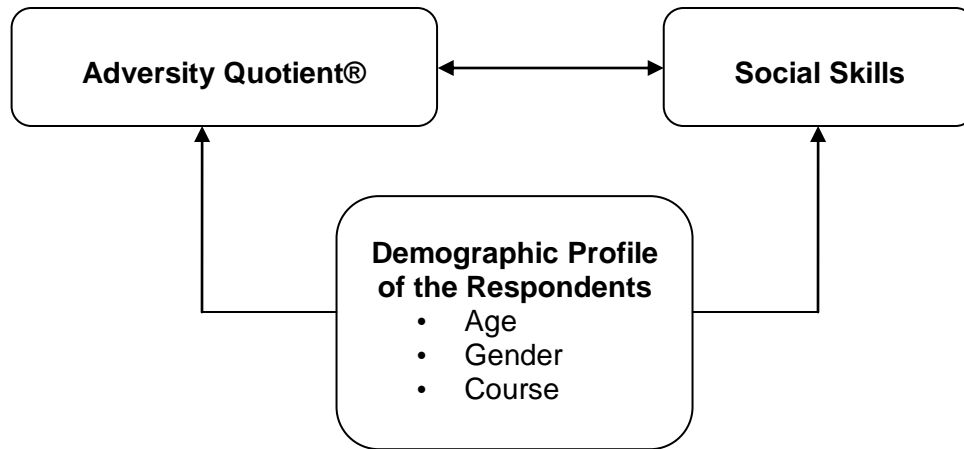 Adversity Quotient®
Social Skills
Demographic Profile
of the Respondents
• Age
• Gender
• Course